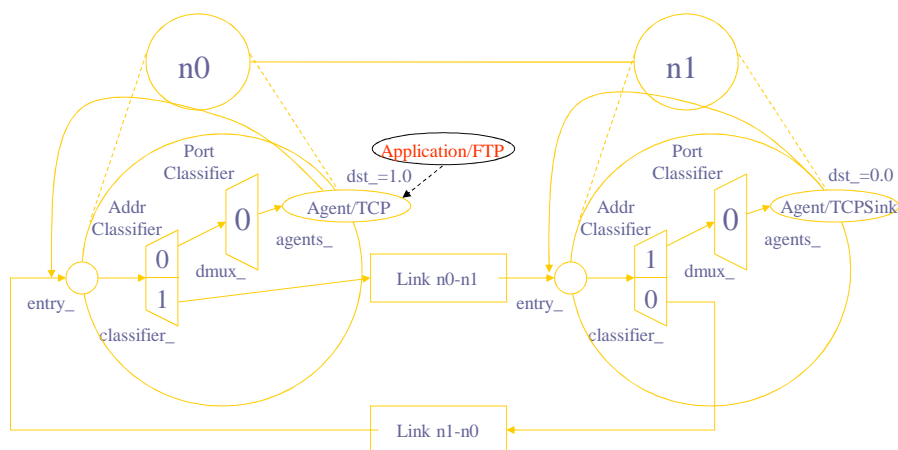 n0
n1
Application/FTP
Port
Classifier
dst_=1.0
Addr
Classifier
0
Agent/TCP
agents_
0
1
dmux_
entry_
classifier_
Link n0-n1
Port
Classifier
dst_=0.0
Addr
Classifier
0
Agent/TCPSink
agents_
1
0
dmux_
entry_
classifier_
Link n1-n0